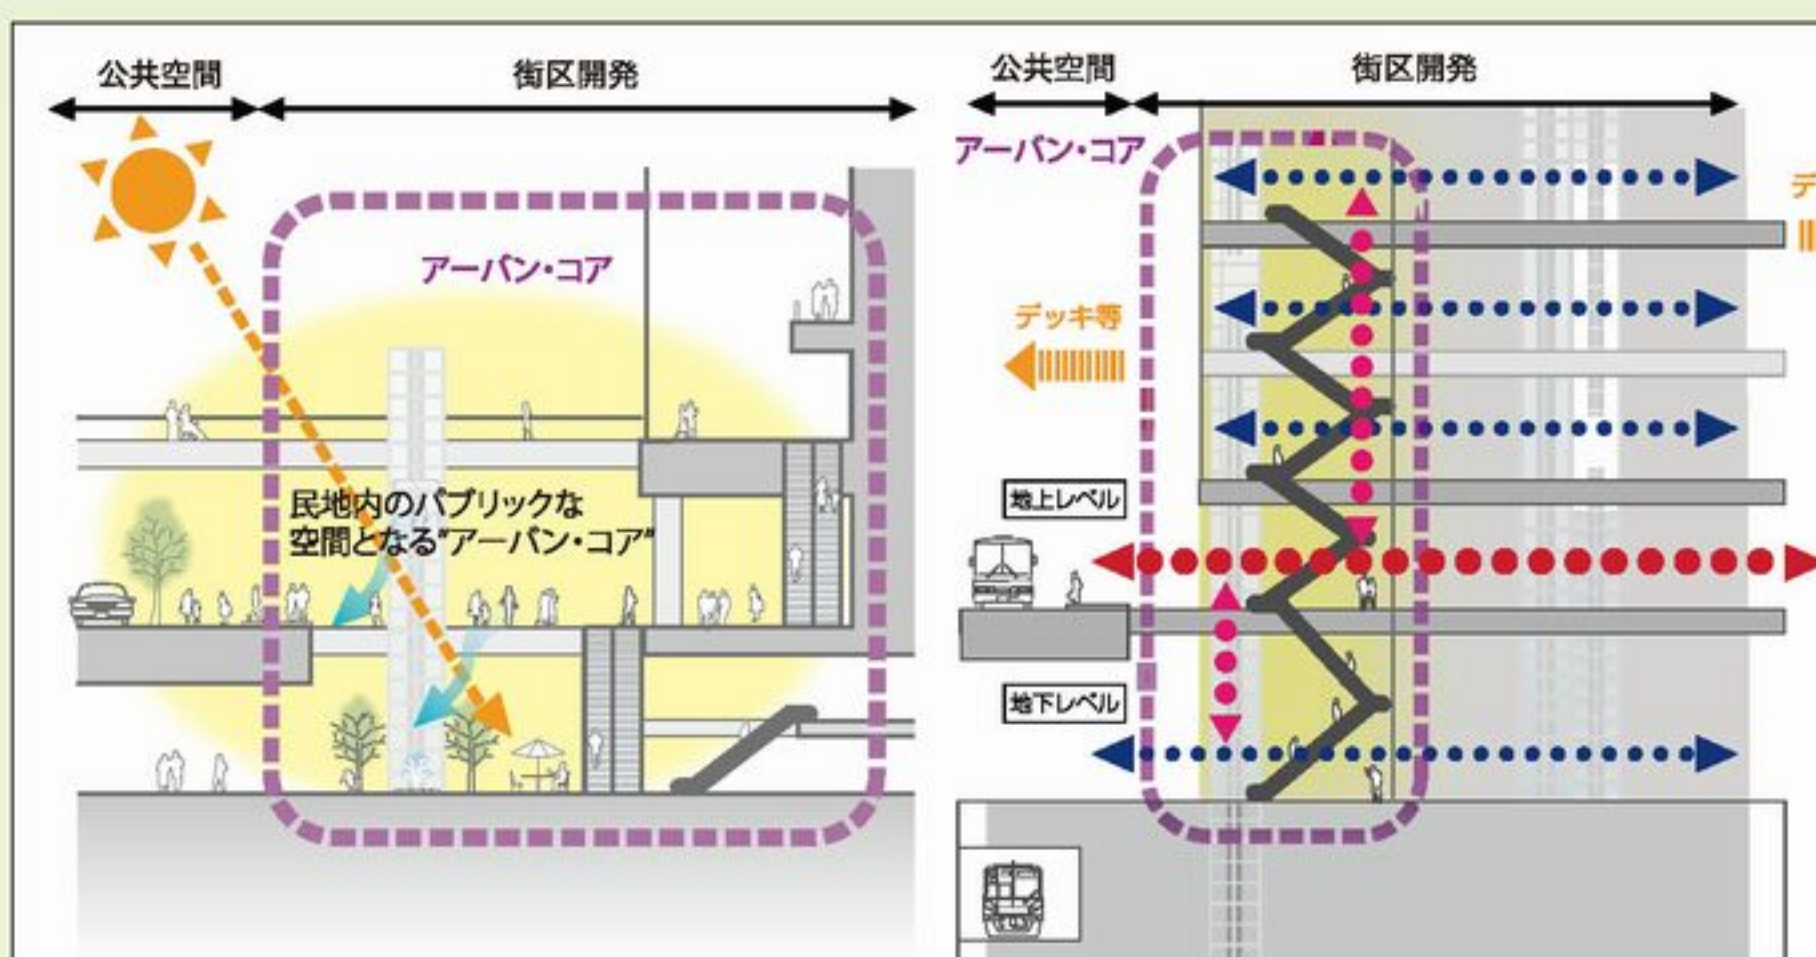 公共空間
街区開発
アーバン・コア
民地内のパブリックな
空間となる"アーバン・コア"
公共空間
街区開発
アーバン・コア
デッキ等
地上レベル
地下レベル
デ